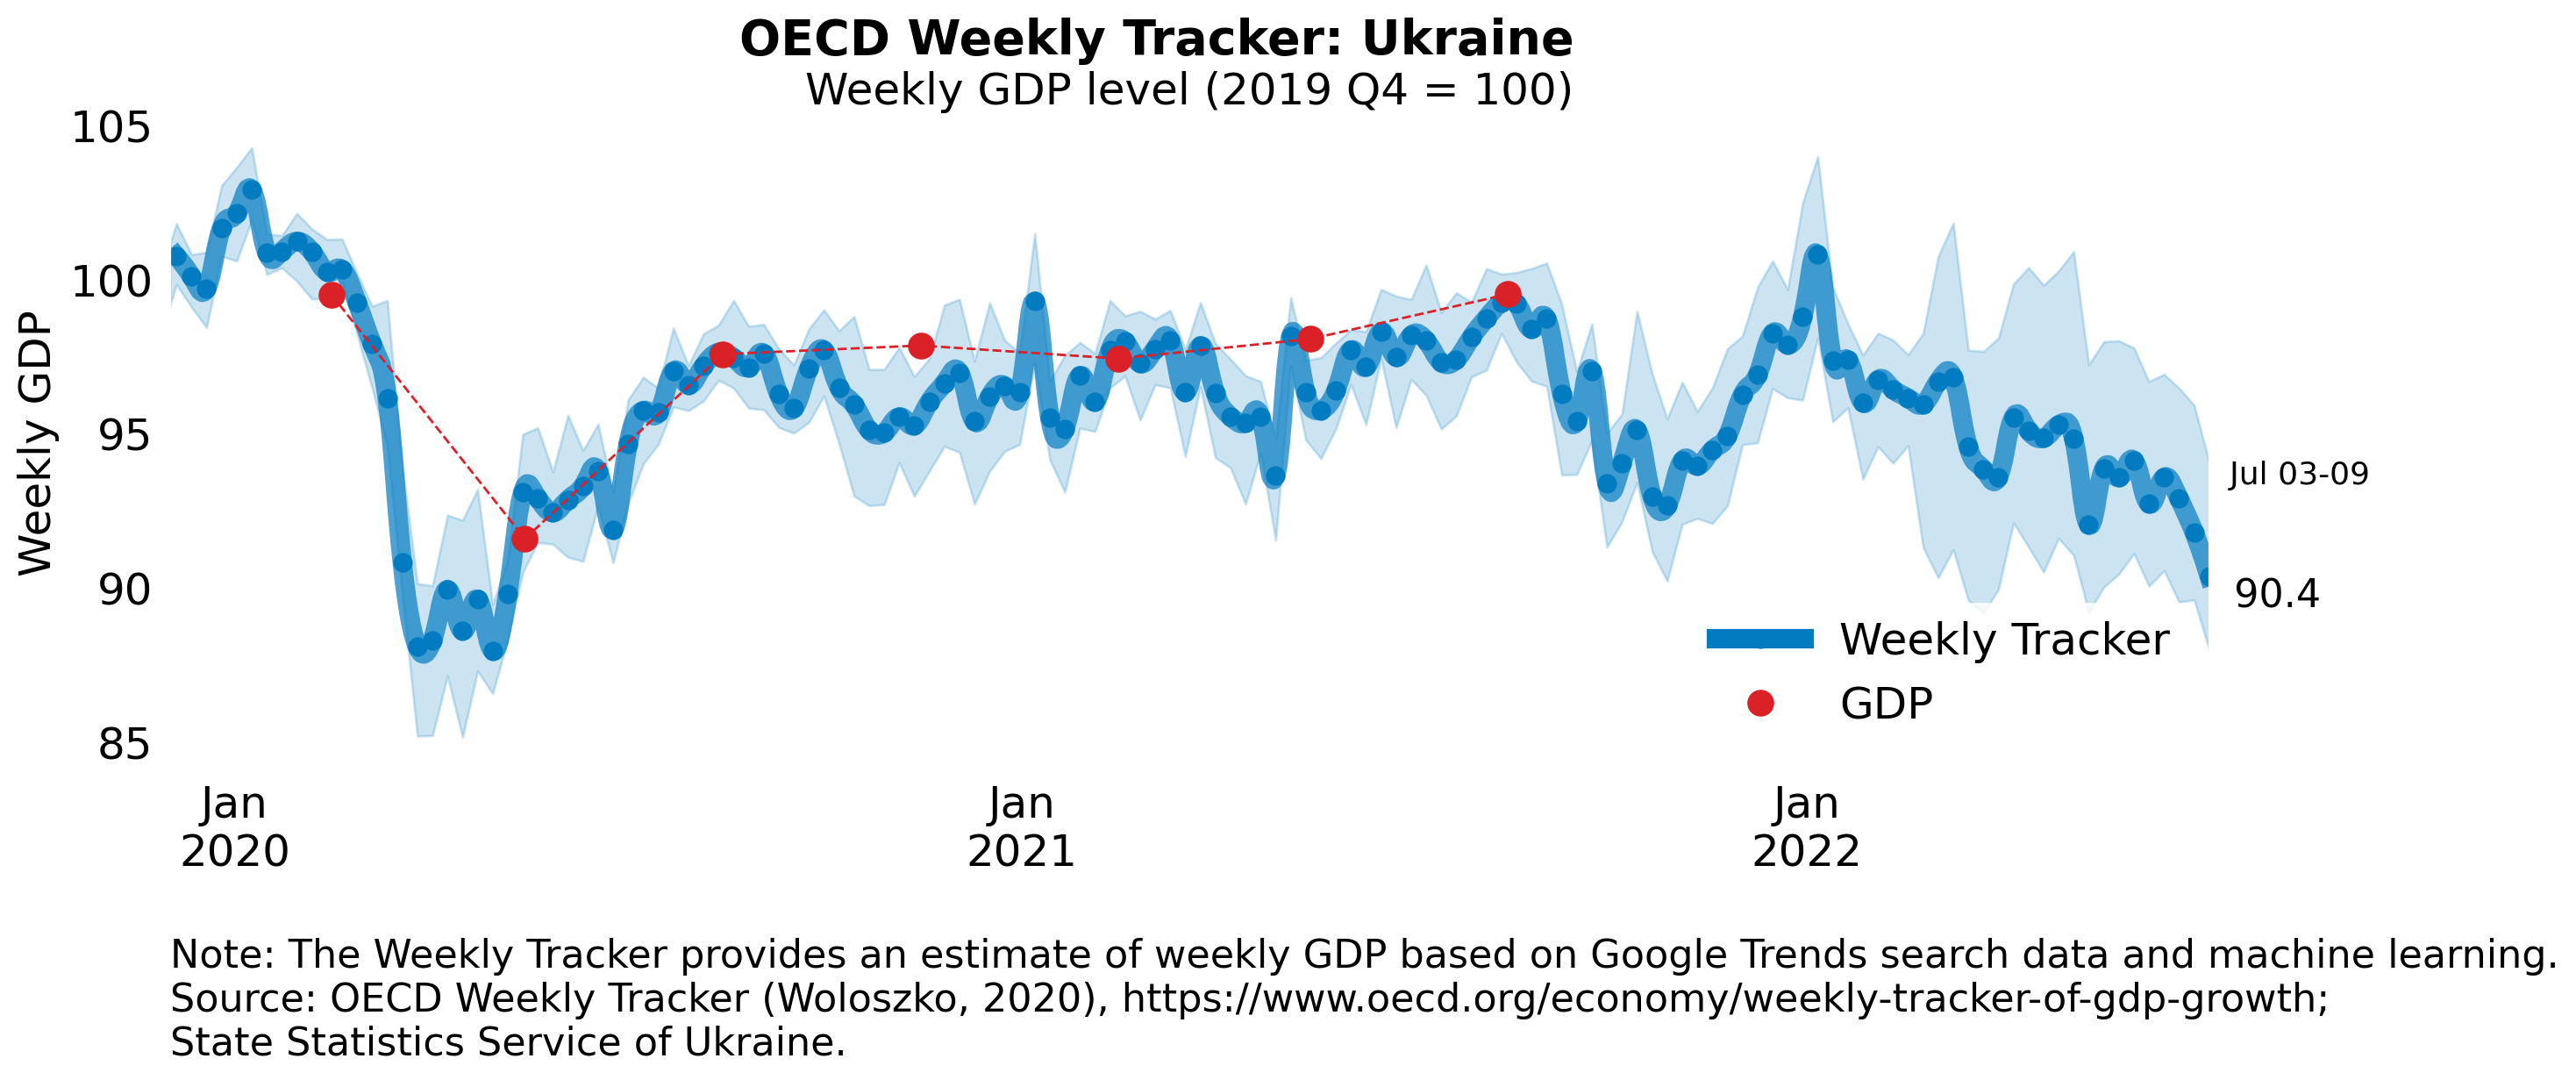 OECD Weekly Tracker: Ukraine
Weekly GDP level (2019 Q4 = 100)
105
100
95
90
85
Weekly GDP
Jul 03-09
90.4
Weekly Tracker
GDP
Jan
2020
Jan
2021
Jan
2022
Note: The Weekly Tracker provides an estimate of weekly GDP based on Google Trends search data and machine learning.
Source: OECD Weekly Tracker (Woloszko, 2020), https://www.oecd.org/economy/weekly-tracker-of-gdp-growth;
State Statistics Service of Ukraine.